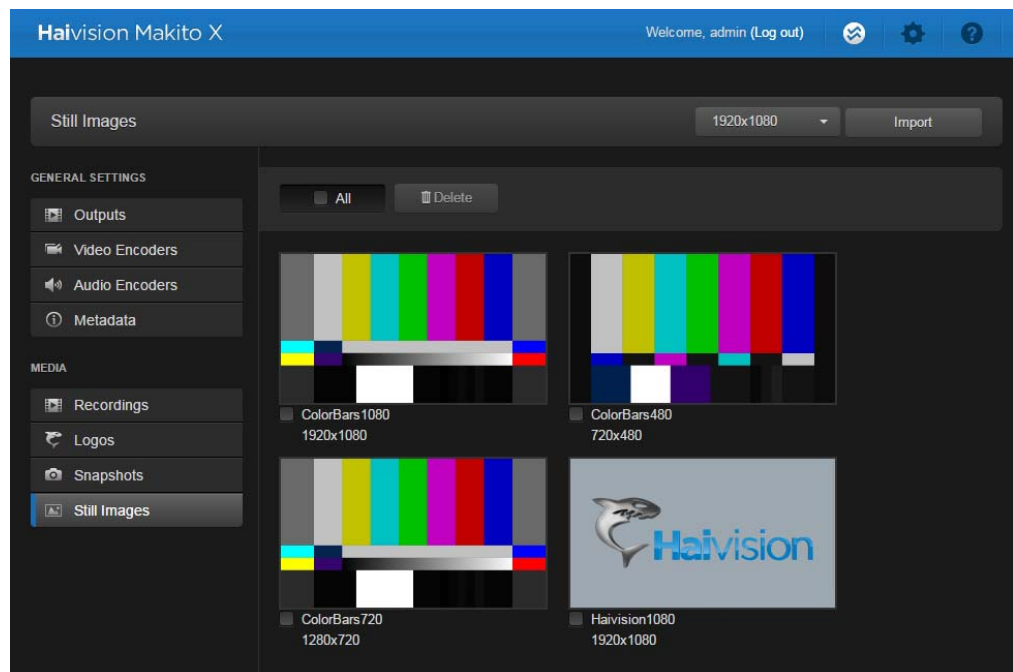 Haivision Makito X
Welcome, admin (Log out)
Still Images
1920x1080
Import
GENERAL SETTINGS
Outputs
Video Encoders
Audio Encoders
Metadata
MEDIA
Recordings
Logos
Snapshots
Still Images
All
Delete
ColorBars1080
1920x1080
ColorBars480
720x480
ColorBars720
1280x720
Haivision
Haivision1080
1920x1080